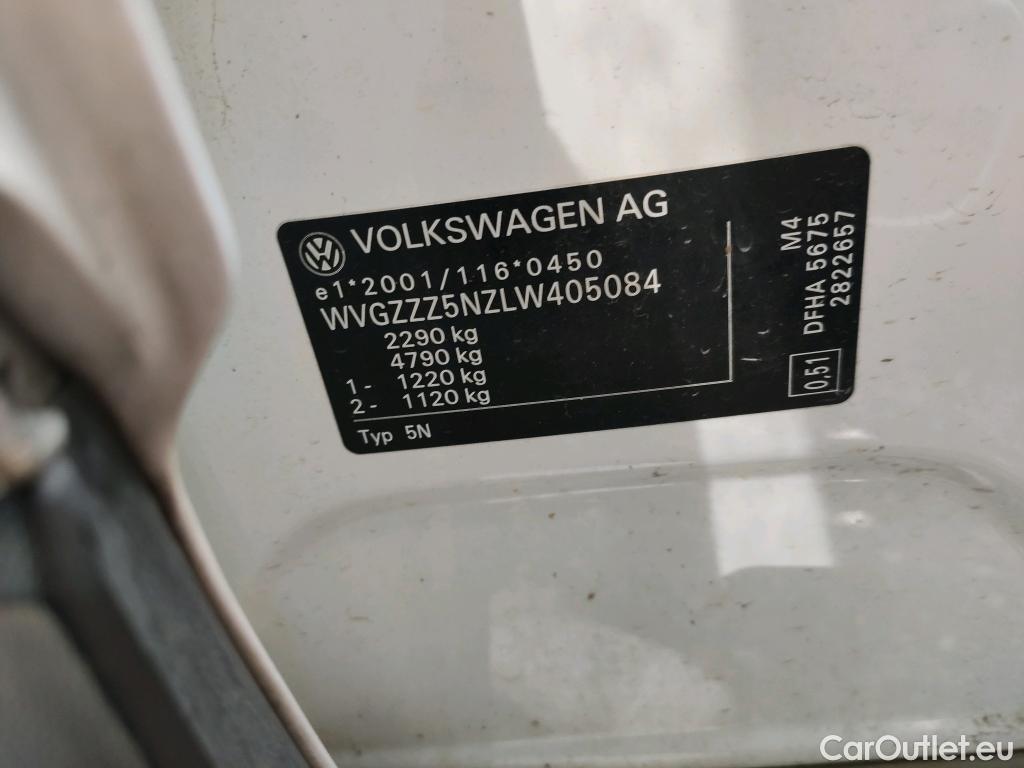 VOLKSWAGEN AG
e1*2001/116*0450
WVGZZZ5NZLW405084
2290 kg
4790 kg
1- 1220 kg
2- 1120 kg
Typ 5N
M4
DFHA 5675
2822657
0,51
CarOutlet.eu